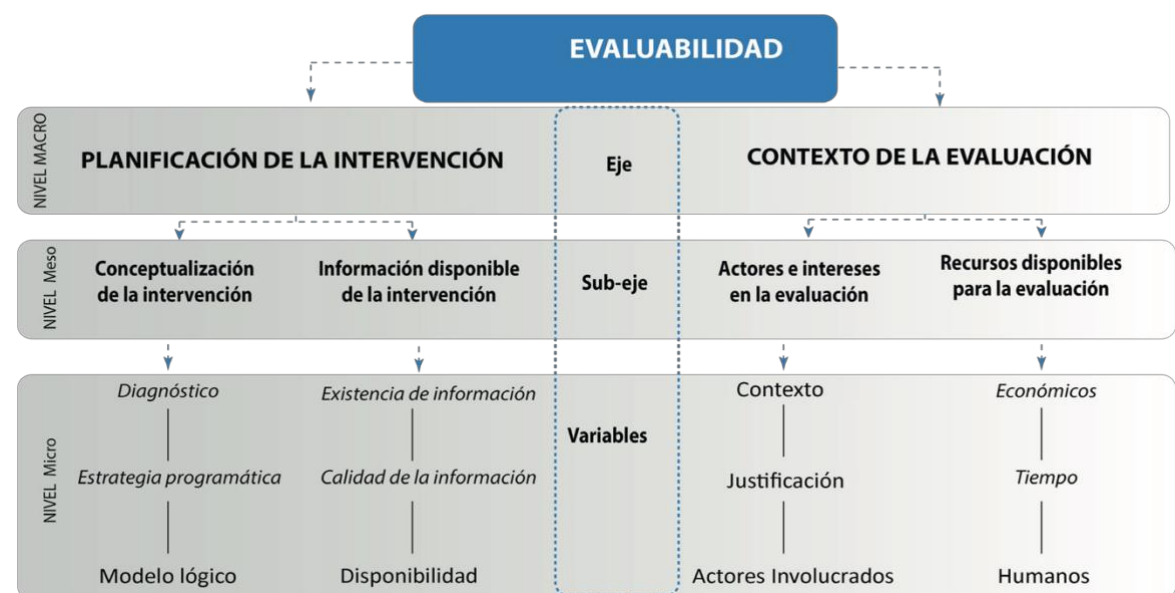 EVALUABILIDAD
NIVEL MACRO
PLANIFICACIÓN DE LA INTERVENCIÓN
Eje
CONTEXTO DE LA EVALUACIÓN
NIVEL Meso
Conceptualización
de la intervención
Información disponible
de la intervención
Sub-eje
Actores e intereses
en la evaluación
Recursos disponibles
para la evaluación
NIVEL Micro
Diagnóstico
Estrategia programática
Modelo lógico
Existencia de información
Calidad de la información
Disponibilidad
Variables
Contexto
Justificación
Actores Involucrados
Económicos
Tiempo
Humanos